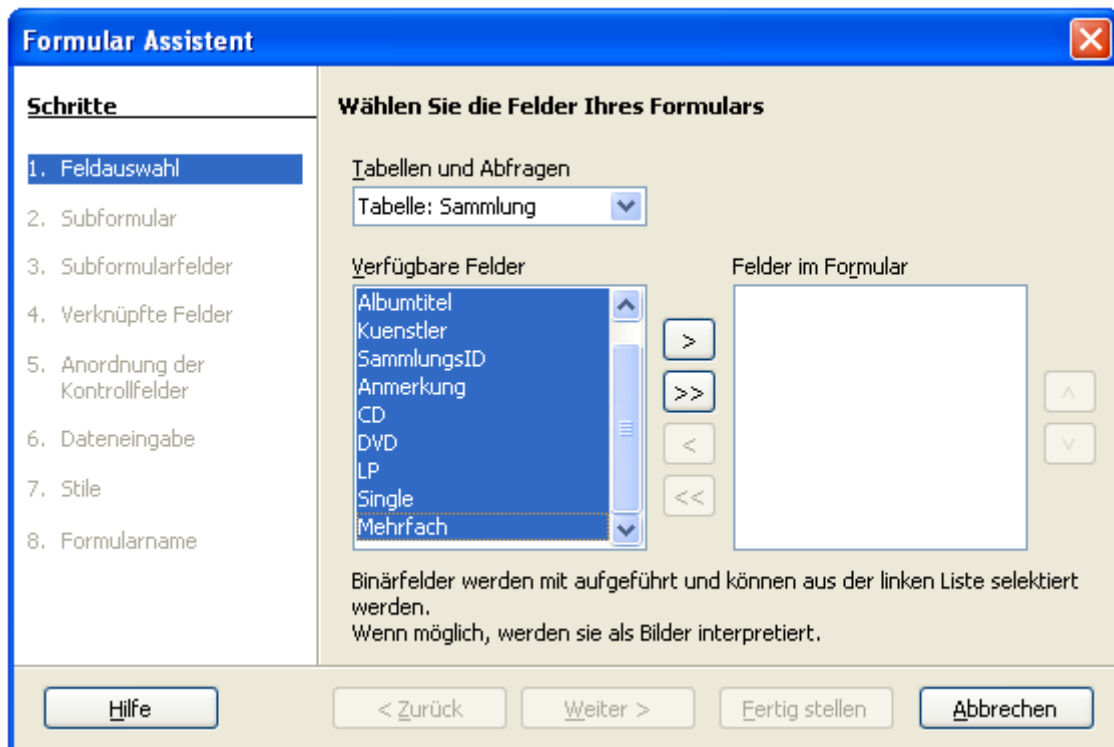 Formular Assistent
Schritte
1. Feldauswahl
2. Subformular
3. Subformularfelder
4. Verknüpfte Felder
5. Anordnung der
Kontrollfelder
6. Dateneingabe
7. Stile
8. Formularname
Wählen Sie die Felder Ihres Formulars
Tabellen und Abfragen
Tabelle: Sammlung
Verfügbare Felder
Albumtitel
Kuenstler
SammlungsID
Anmerkung
CD
DVD
LP
Single
Mehrfach
>
>>
<
<<
Felder im Formular
Binärfelder werden mit aufgeführt und können aus der linken Liste selektiert
werden.
Wenn möglich, werden sie als Bilder interpretiert.
Hilfe
< Zurück
Weiter >
Fertig stellen
Abbrechen